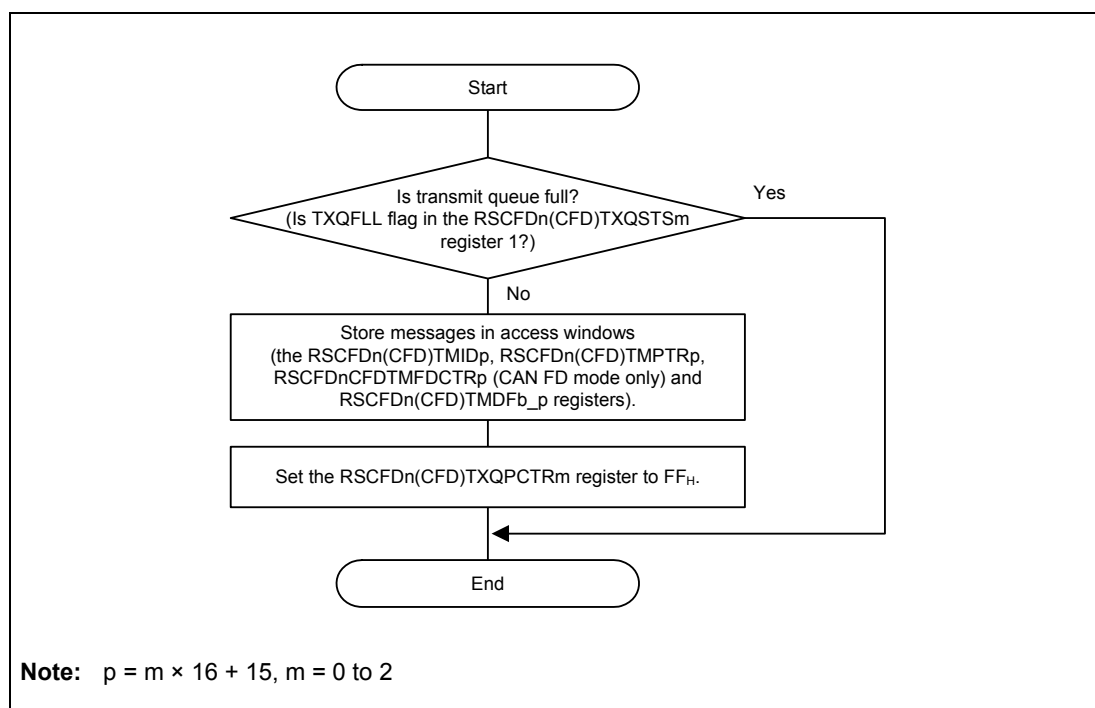 Start
Is transmit queue full?
(Is TXQFLL flag in the RSCFDn(CFD)TXQSTSm
register 1?)
Yes
No
Store messages in access windows
(the RSCFDn(CFD)TMIDp, RSCFDn(CFD)TMPTRp,
RSCFDnCFDTMFDCTRp (CAN FD mode only) and
RSCFDn(CFD)TMDFb_p registers).
Set the RSCFDn(CFD)TXQPCTRm register to FFH.
End
Note: p = m × 16 + 15, m = 0 to 2